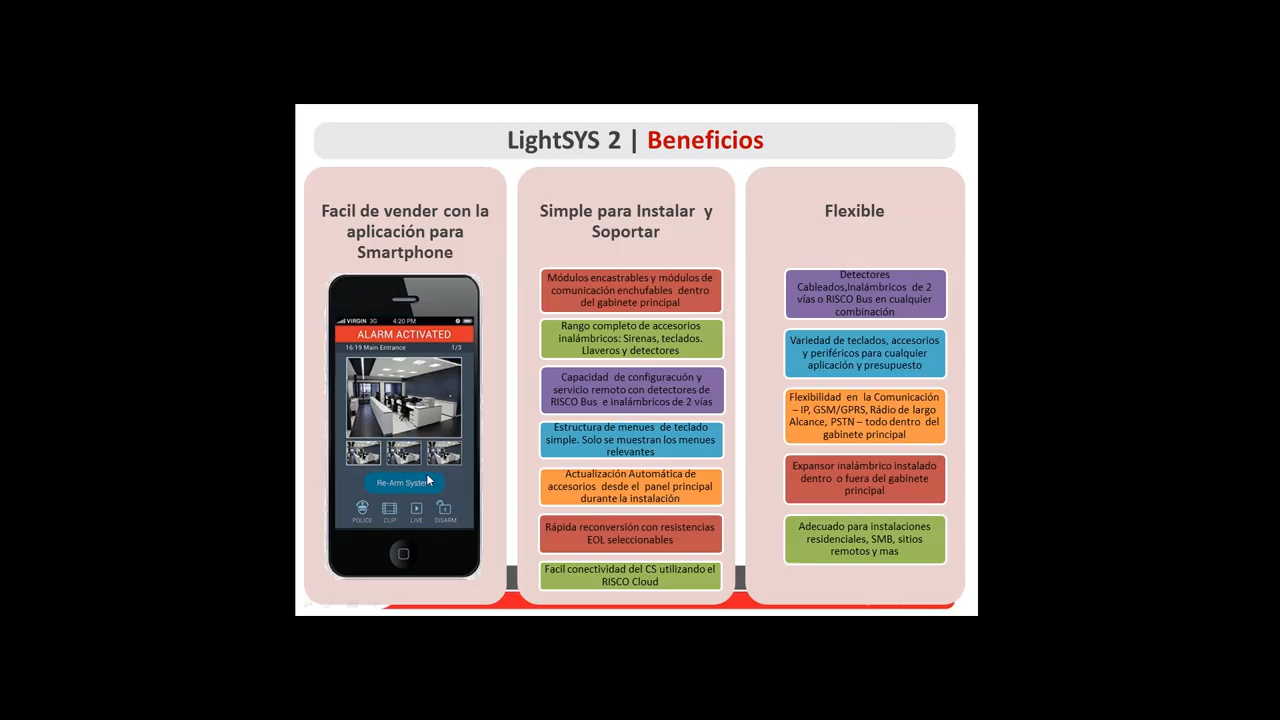 LightSYS 2 | Beneficios
Facil de vender con la
aplicación para
Smartphone
VIRGIN 3G 4:20 PM
ALARM ACTIVATED
16:19 Main Entrance 1/3
Re-Arm System
POLICE CLIP LIVE DISARM
Simple para Instalar y
Soportar
Módulos encastrables y módulos de
comunicación enchufables dentro
del gabinete principal
Rango completo de accesorios
inalámbricos: Sirenas, teclados.
Llaveros y detectores
Capacidad de configuracuón y
servicio remoto con detectores de
RISCO Bus e inalámbricos de 2 vías
Estructura de menues de teclado
simple. Solo se muestran los menues
relevantes
Actualización Automática de
accesorios desde el panel principal
durante la instalación
Rápida reconversión con resistencias
EOL seleccionables
Facil conectividad del CS utilizando el
RISCO Cloud
Flexible
Detectores
Cableados,Inalámbricos de 2
vías o RISCO Bus en cualquier
combinación
Variedad de teclados, accesorios
y periféricos para cualquier
aplicación y presupuesto
Flexibilidad en la Comunicación
– IP, GSM/GPRS, Rádio de largo
Alcance, PSTN – todo dentro del
gabinete principal
Expansor inalámbrico instalado
dentro o fuera del gabinete
principal
Adecuado para instalaciones
residenciales, SMB, sitios
remotos y mas